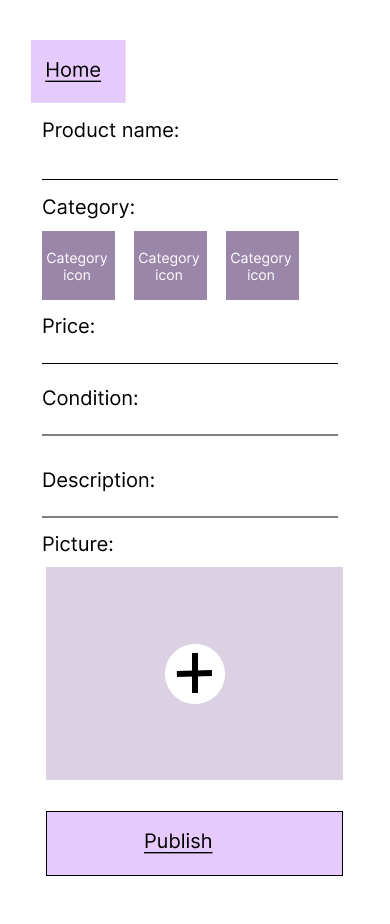 Home
Product name:
Category:
Category
icon
Category
icon
Category
icon
Price:
Condition:
Description:
Picture:
Publish